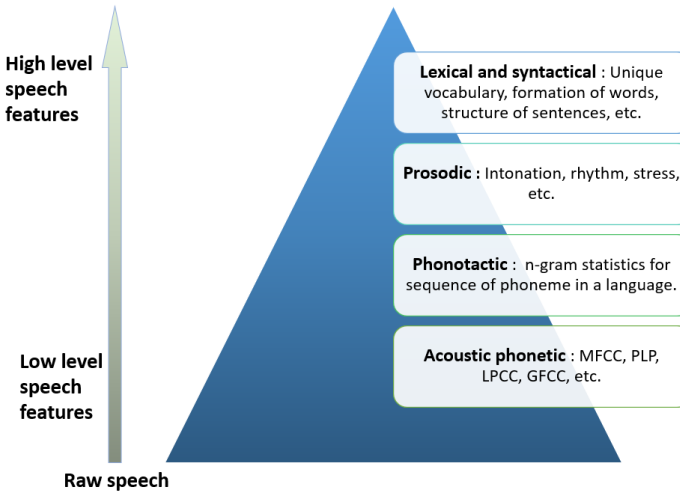 High level
speech
features
Lexical and syntactical : Unique
vocabulary, formation of words,
structure of sentences, etc.
Prosodic : Intonation, rhythm, stress,
etc.
Phonotactic : n-gram statistics for
sequence of phoneme in a language.
Acoustic phonetic : MFCC, PLP,
LPCC, GFCC, etc.
Low level
speech
features
Raw speech